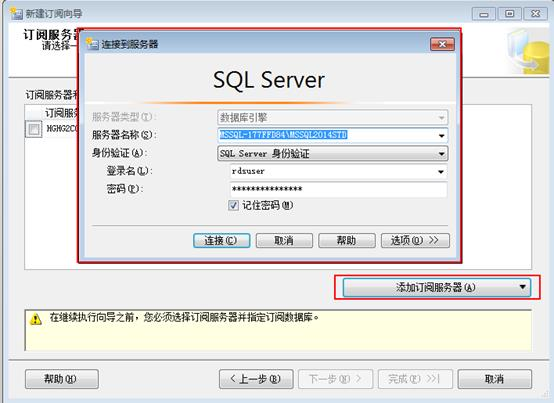 新建订阅向导
订阅服务器
请选择一
连接到服务器
SQL Server
服务器类型(T):
数据库引擎
服务器名称(S):
MSSQL-177FFD84\MSSQL2014STD
身份验证(A):
SQL Server 身份验证
登录名(L):
rdsuser
密码(P):
***************
记住密码(M)
连接(C)
取消
帮助
选项(O) >>
订阅服务器和
订阅服务
添加订阅服务器(A)
在继续执行向导之前，您必须选择订阅服务器并指定订阅数据库。
帮助(H)
< 上一步(B)
下一步(N) >
完成(F) >>|
取消